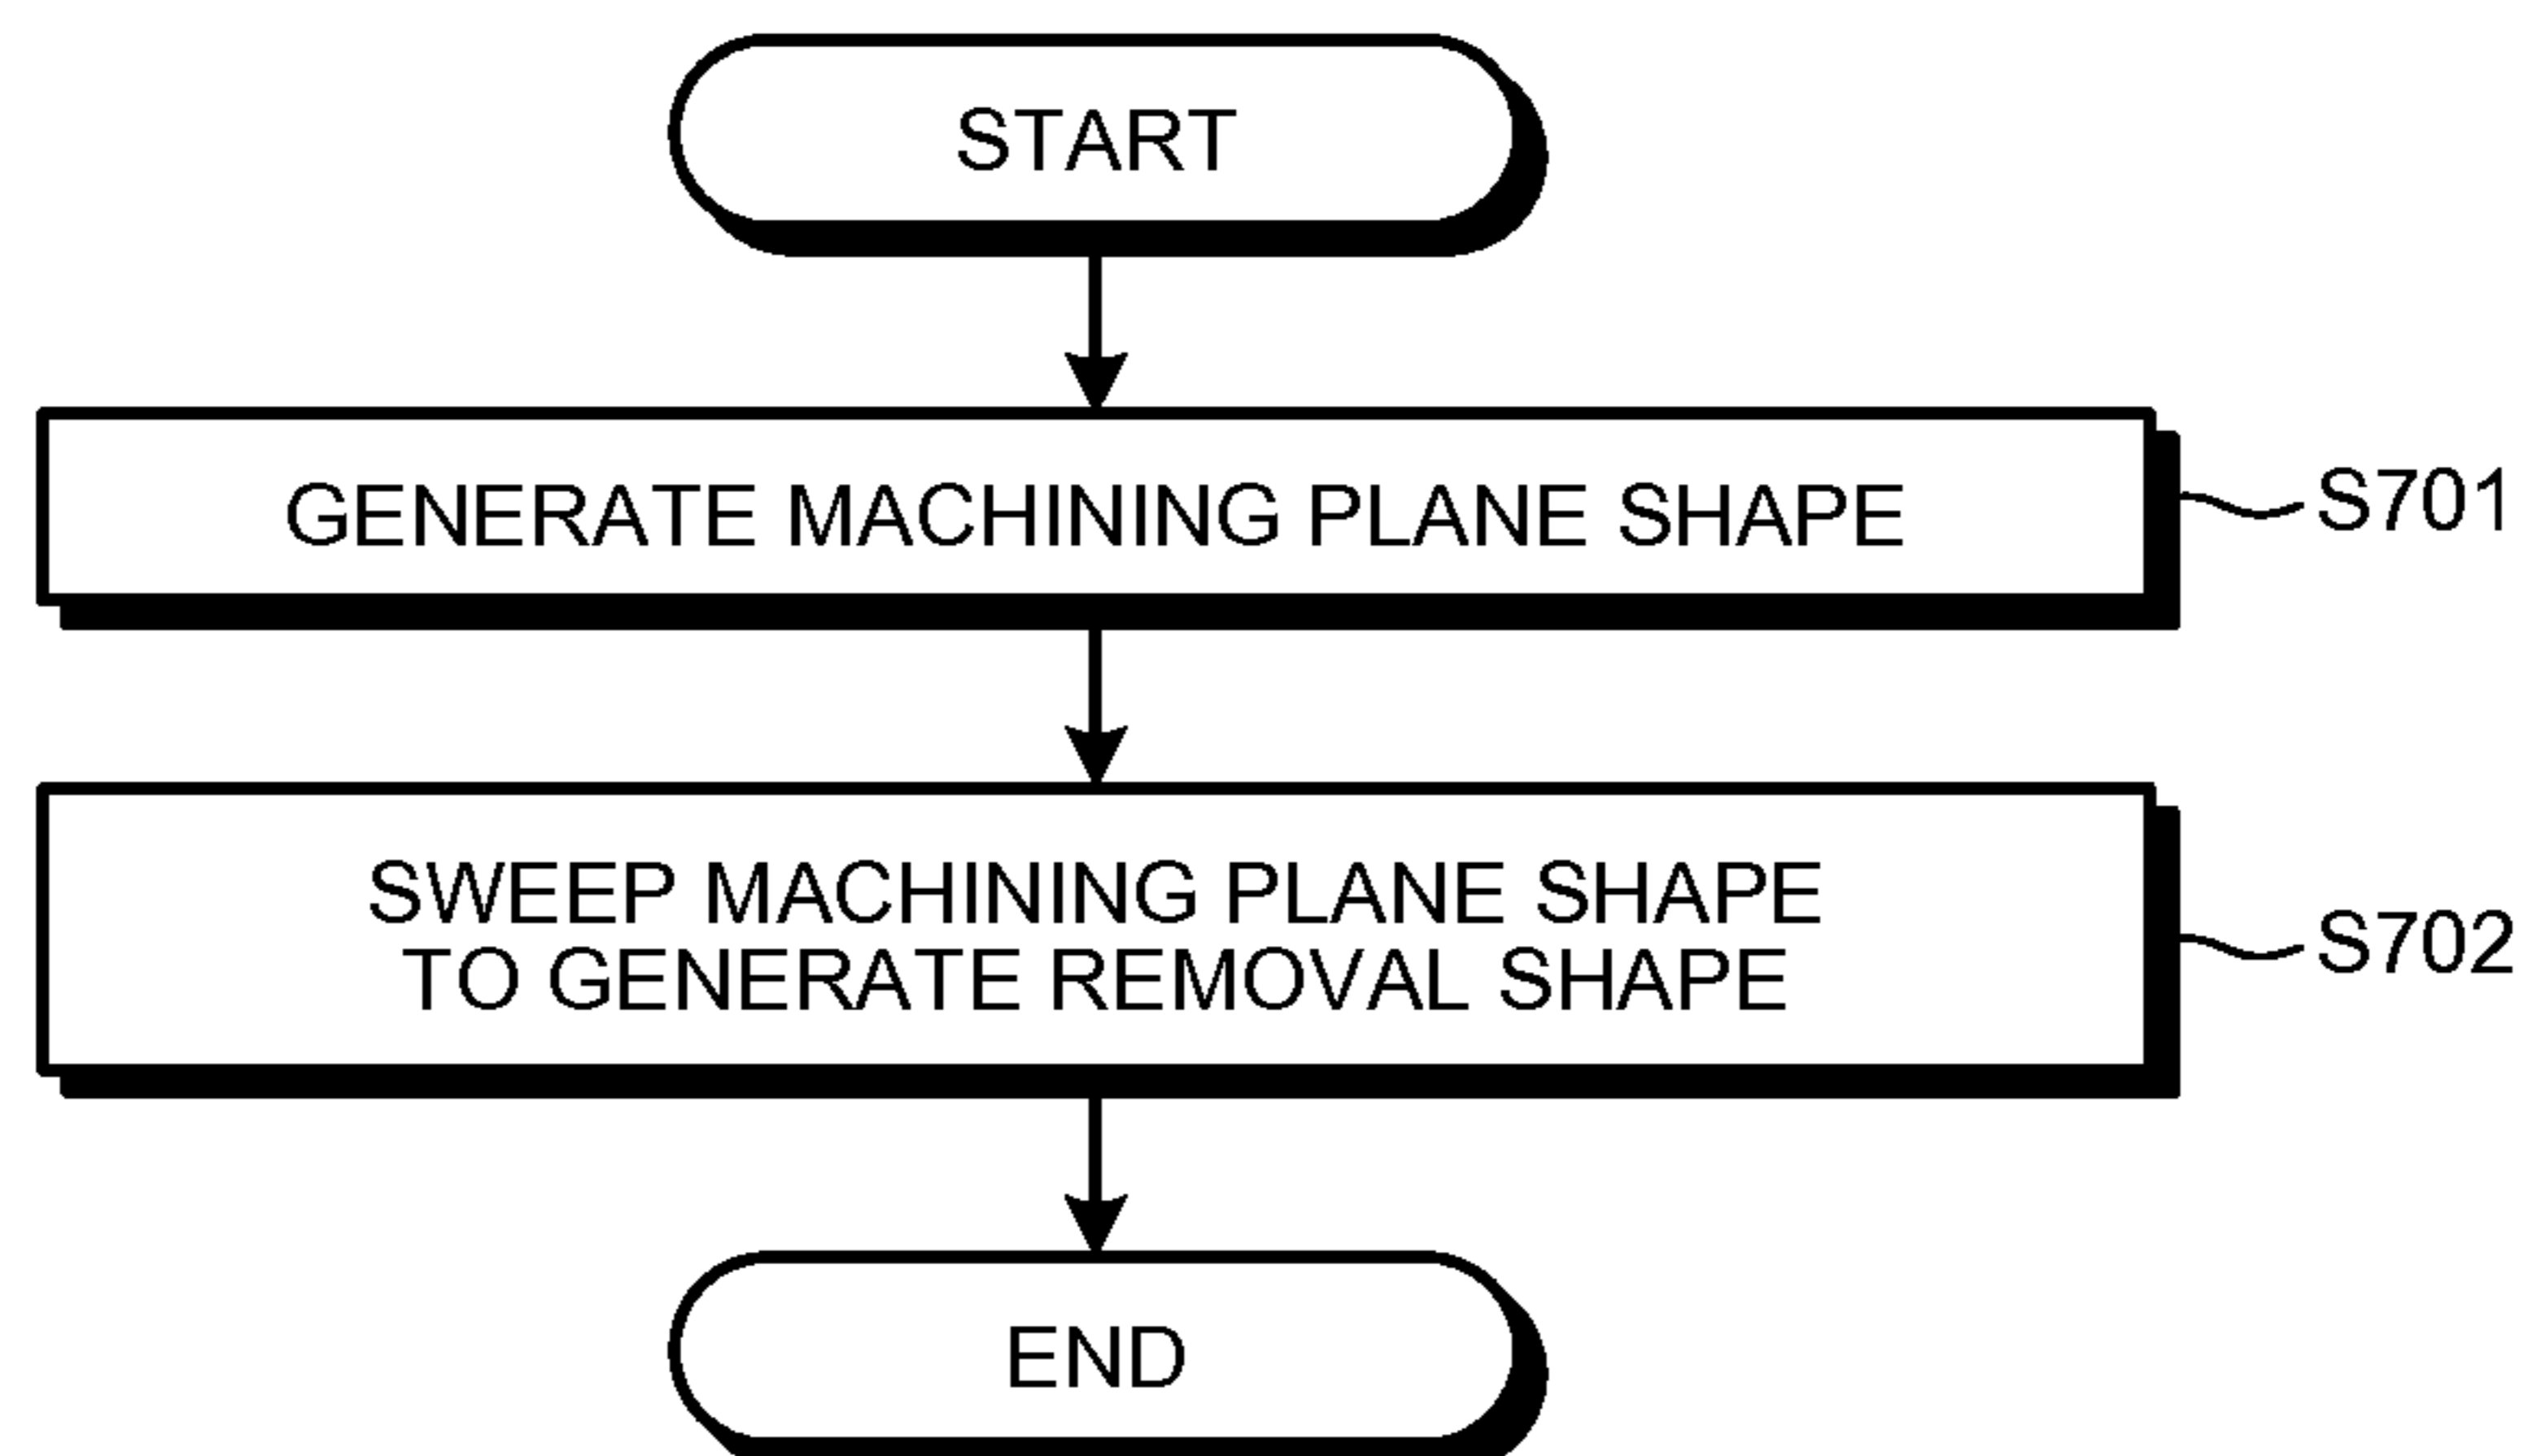 START
GENERATE MACHINING PLANE SHAPE
S701
SWEEP MACHINING PLANE SHAPE
TO GENERATE REMOVAL SHAPE
S702
END